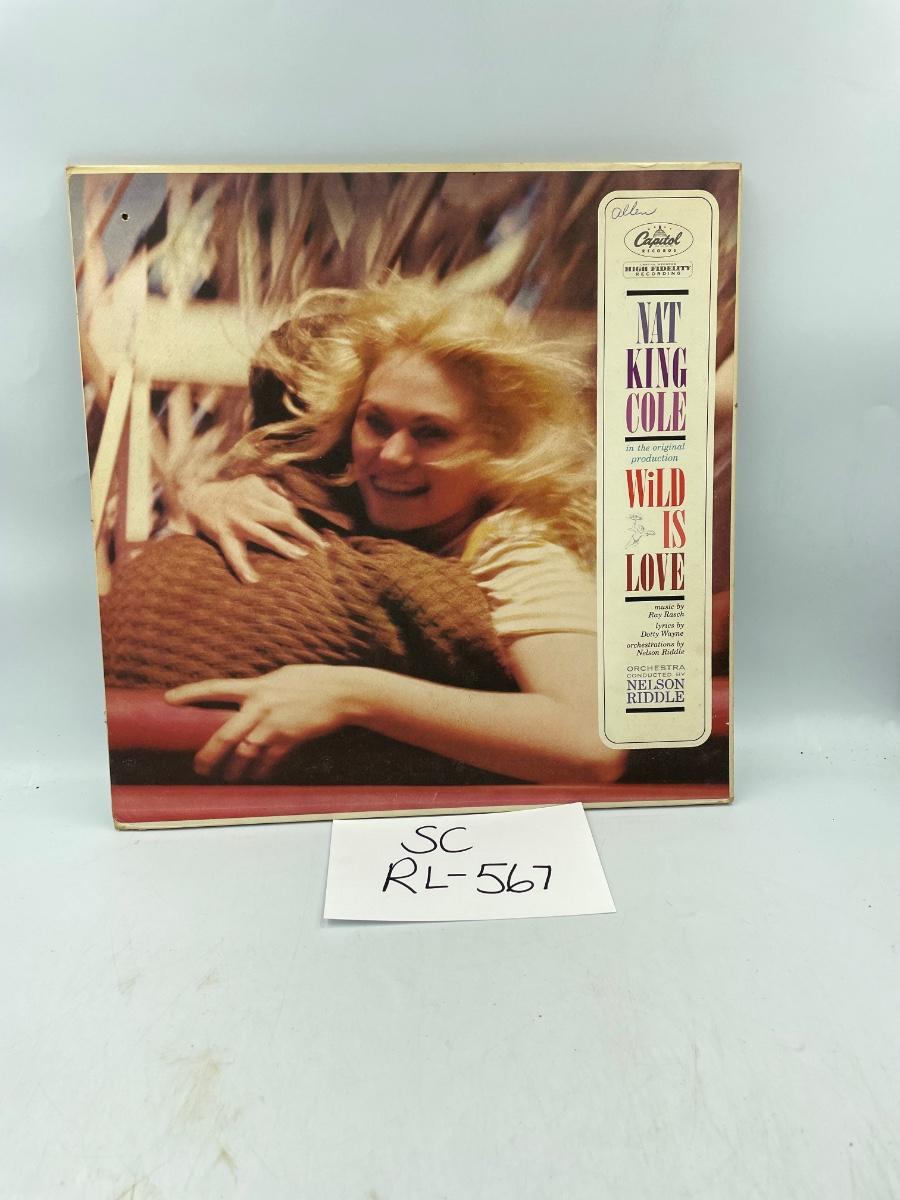 allen
Capitol
RECORDS
HIGH FIDELITY
RECORDING
NAT
KING
COLE
in the original
production
WiLD
IS
LOVE
music by
Ray Rasch
lyrics by
Dotty Wayne
orchestrations by
Nelson Riddle
ORCHESTRA
CONDUCTED BY
NELSON
RIDDLE
SC
RL-567